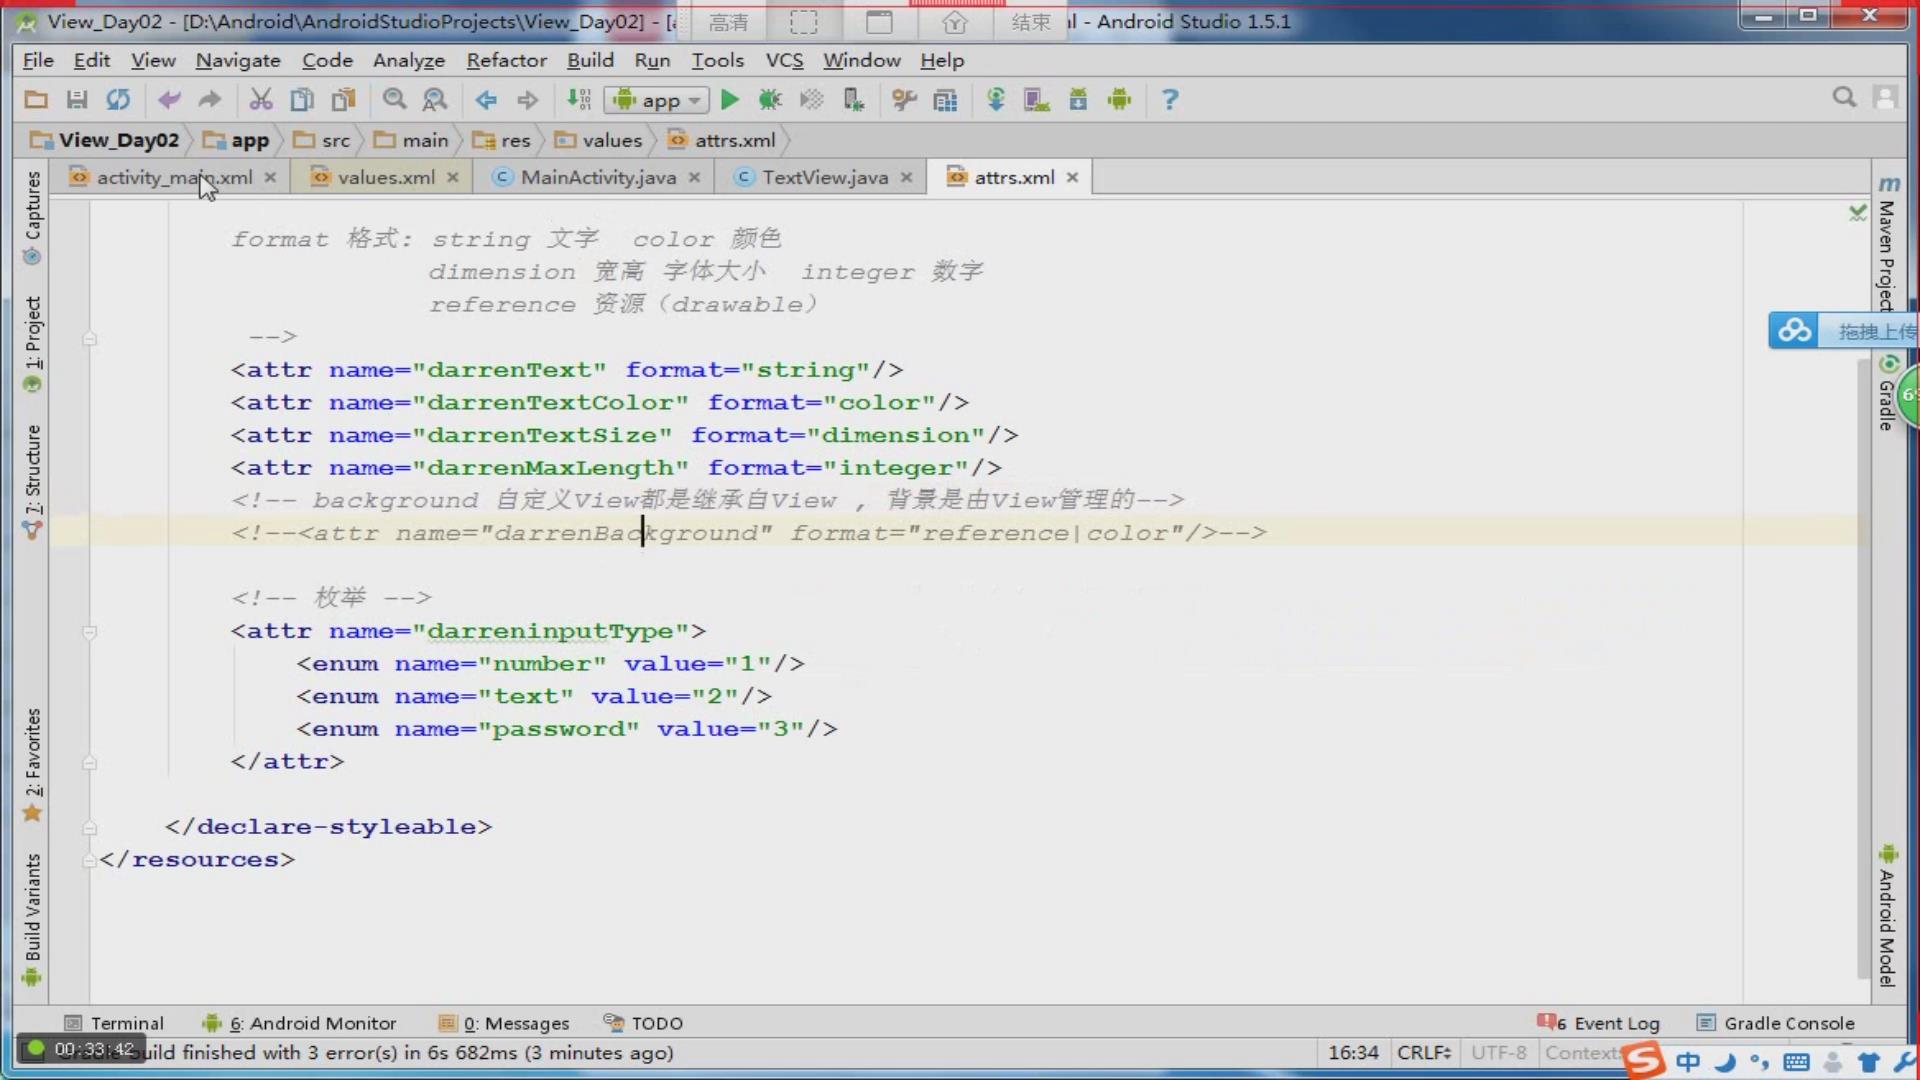 View_Day02 - [D:\Android\AndroidStudioProjects\View_Day02] - [
高清
结束
l - Android Studio 1.5.1
File Edit View Navigate Code Analyze Refactor Build Run Tools VCS Window Help
app
View_Day02 app src main res values attrs.xml
activity_main.xml values.xml MainActivity.java TextView.java attrs.xml
format 格式: string 文字 color 颜色
dimension 宽高 字体大小 integer 数字
reference 资源（drawable）
-->
<attr name="darrenText" format="string"/>
<attr name="darrenTextColor" format="color"/>
<attr name="darrenTextSize" format="dimension"/>
<attr name="darrenMaxLength" format="integer"/>
<!-- background 自定义View都是继承自View , 背景是由View管理的-->
<!--<attr name="darrenBackground" format="reference|color"/>-->
<!-- 枚举 -->
<attr name="darreninputType">
<enum name="number" value="1"/>
<enum name="text" value="2"/>
<enum name="password" value="3"/>
</attr>
</declare-styleable>
</resources>
Captures
1: Project
7: Structure
2: Favorites
Build Variants
Maven Project
拖拽上传
Gradle
Android Model
Terminal 6: Android Monitor 0: Messages TODO
6 Event Log Gradle Console
00:33:42
build finished with 3 error(s) in 6s 682ms (3 minutes ago)
16:34 CRLF UTF-8 Context:
中